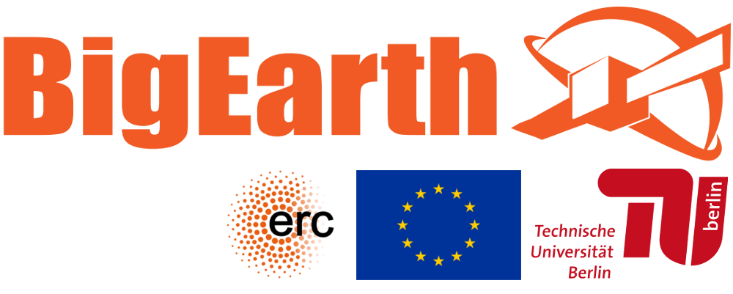 BigEarth
erc
Technische
Universität
Berlin
berlin